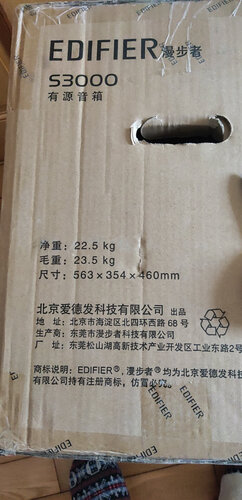 EDIFIER 漫步者
S3000
有源音箱
净重：22.5 kg
毛重：23.5 kg
尺寸：563×354×460mm
北京爱德发科技有限公司 出品
地 址：北京市海淀区北四环西路 68 号
生产商：东莞市漫步者科技有限公司
厂 址：东莞松山湖高新技术产业开发区工业东路2号
商标说明：EDIFIER®，漫步者®均为北京爱德发科技
有限公司持有注册商标，仿冒必究。